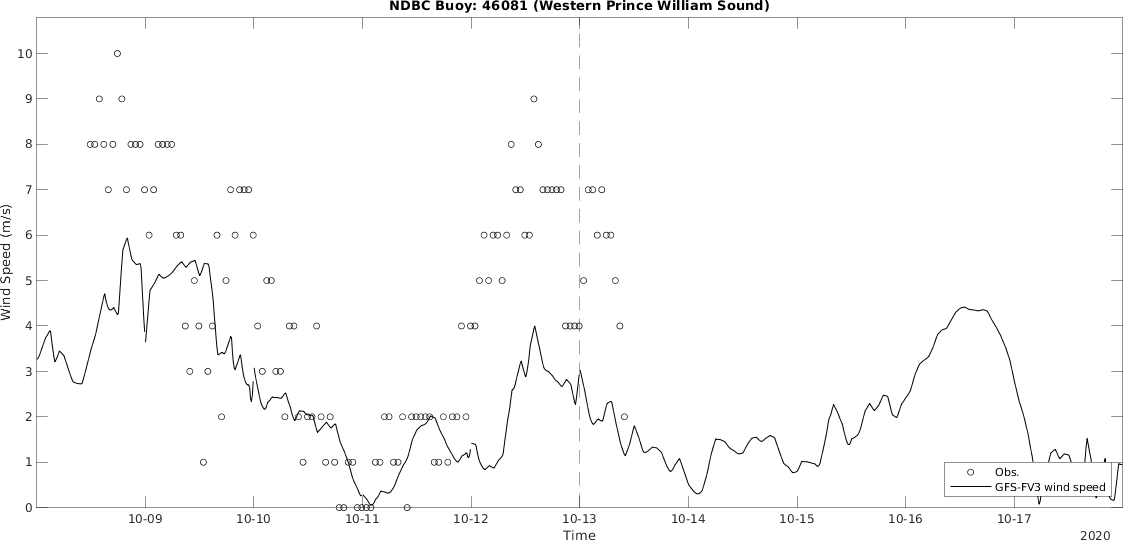 NDBC Buoy: 46081 (Western Prince William Sound)
10
9
8
7
6
5
4
3
2
1
0
Wind Speed (m/s)
10-09 10-10 10-11 10-12 10-13 10-14 10-15 10-16 10-17
Time
2020
Obs.
GFS-FV3 wind speed